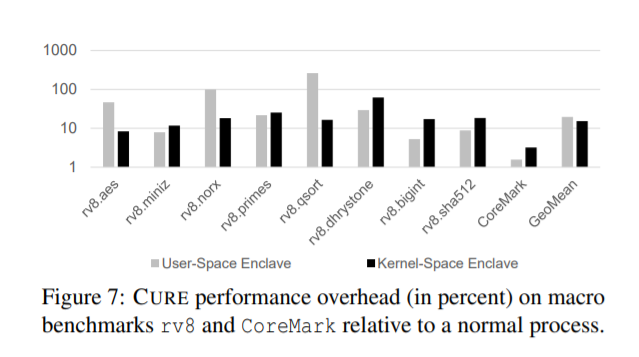 1000
100
10
1
rv8.aes
rv8.miniz
rv8.norx
rv8.primes
rv8.qsort
rv8.dhrystone
rv8.bigint
rv8.sha512
CoreMark
GeoMean
User-Space Enclave
Kernel-Space Enclave
Figure 7: CURE performance overhead (in percent) on macro
benchmarks rv8 and CoreMark relative to a normal process.